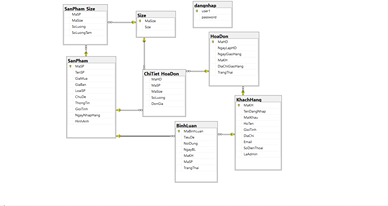 SanPham_Size
MaSP
MaSize
SoLuong
SoLuongTon
Size
MaSize
Size
dangnhap
user1
password
SanPham
MaSP
TenSP
GiaMua
GiaBan
LoaiSP
ChuDe
ThongTin
GioiTinh
NgayNhapHang
HinhAnh
ChiTiet_HoaDon
MaHD
MaSP
MaSize
SoLuong
DonGia
HoaDon
MaHD
NgayLapHD
NgayGiaoHang
MaKH
DiaChiGiaoHang
TrangThai
BinhLuan
MaBinhLuan
TieuDe
NoiDung
NgayBL
MaKH
MaSP
TrangThai
KhachHang
MaKH
TenDangNhap
MatKhau
HoTen
GioiTinh
DiaChi
Email
SoDienThoai
LaAdmin